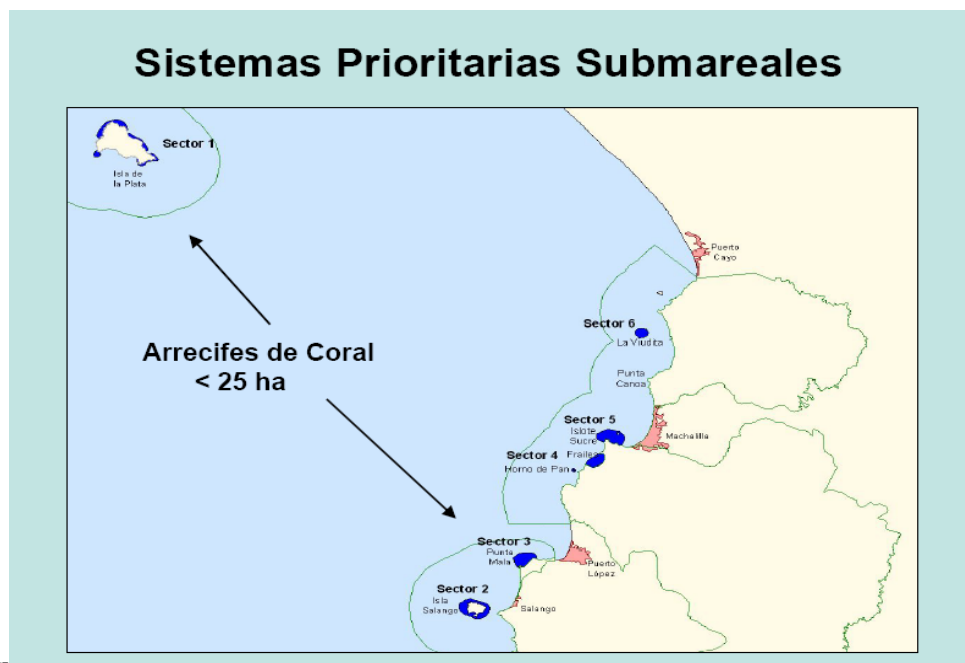 Sistemas Prioritarias Submareales
Sector 1
Isla de
la Plata
Puerto
Cayo
Sector 6
La Viudita
Arrecifes de Coral
< 25 ha
Punta
Canoa
Sector 5
Islote
Sucre
Machalilla
Sector 4
Frailes
Horno de Pan
Sector 3
Punta
Mala
Puerto
López
Sector 2
Isla
Salango
Salango